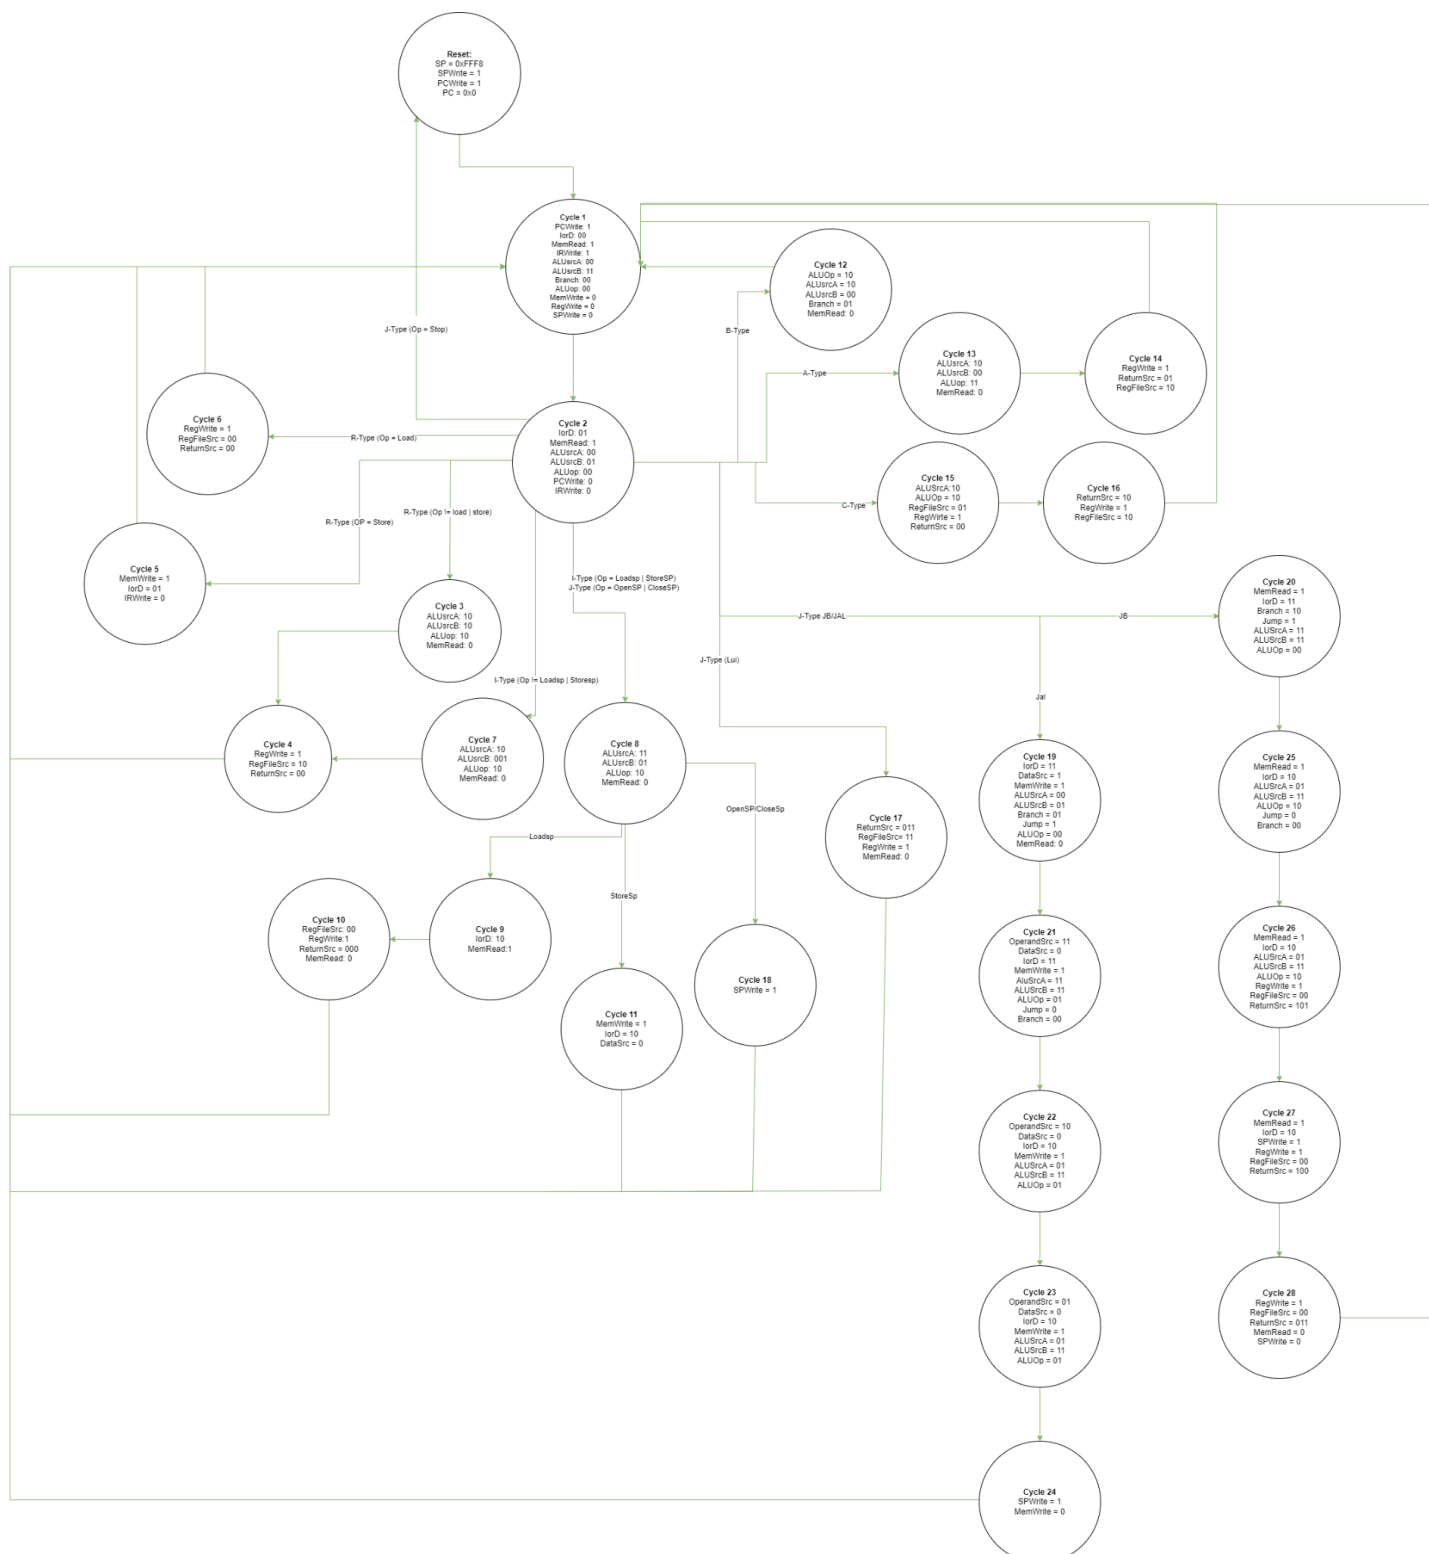 Reset:
SP = 0xFFF8
SPWrite = 1
PCWrite = 1
PC = 0x0
Cycle 1
PCWrite: 1
IorD: 00
MemRead: 1
IRWrite: 1
ALUsrcA: 00
ALUsrcB: 11
Branch: 00
ALUop: 00
MemWrite = 0
RegWrite = 0
SPWrite = 0
Cycle 12
ALUOp = 10
ALUsrcA = 10
ALUsrcB = 00
Branch = 01
MemRead: 0
J-Type (Op = Stop)
B-Type
Cycle 13
ALUsrcA: 10
ALUsrcB: 00
ALUop: 11
MemRead: 0
Cycle 14
RegWrite = 1
ReturnSrc = 01
RegFileSrc = 10
A-Type
Cycle 6
RegWrite = 1
RegFileSrc = 00
ReturnSrc = 00
R-Type (Op = Load)
Cycle 2
IorD: 01
MemRead: 1
ALUsrcA: 00
ALUsrcB: 01
ALUop: 00
PCWrite: 0
IRWrite: 0
Cycle 15
ALUSrcA:10
ALUOp = 10
RegFileSrc = 01
RegWirte = 1
ReturnSrc = 00
Cycle 16
ReturnSrc = 10
RegWrite = 1
RegFileSrc = 10
C-Type
R-Type (OP = Store)
R-Type (Op != load | store)
Cycle 5
MemWrite = 1
IorD = 01
IRWrite = 0
I-Type (Op = Loadsp | StoreSP)
J-Type (Op = OpenSP | CloseSP)
Cycle 3
ALUsrcA: 10
ALUsrcB: 10
ALUop: 10
MemRead: 0
J-Type JB/JAL
JB
Cycle 20
MemRead = 1
IorD = 11
Branch = 10
Jump = 1
ALUSrcA = 11
ALUSrcB = 11
ALUOp = 00
J-Type (Lui)
I-Type (Op != Loadsp | Storesp)
Jal
Cycle 4
RegWrite = 1
RegFileSrc = 10
ReturnSrc = 00
Cycle 7
ALUsrcA: 10
ALUsrcB: 001
ALUop: 10
MemRead: 0
Cycle 8
ALUsrcA: 11
ALUsrcB: 01
ALUop: 10
MemRead: 0
OpenSP/CloseSp
Cycle 17
ReturnSrc = 011
RegFileSrc= 11
RegWrite = 1
MemRead: 0
Cycle 19
IorD = 11
DataSrc = 1
MemWrite = 1
ALUSrcA = 00
ALUSrcB = 01
Branch = 01
Jump = 1
ALUOp = 00
MemRead: 0
Cycle 25
MemRead = 1
IorD = 10
ALUSrcA = 01
ALUSrcB = 11
ALUOp = 10
Jump = 0
Branch = 00
Loadsp
StoreSp
Cycle 10
RegFileSrc: 00
RegWrite:1
ReturnSrc = 000
MemRead: 0
Cycle 9
IorD: 10
MemRead:1
Cycle 18
SPWrite = 1
Cycle 11
MemWrite = 1
IorD = 10
DataSrc = 0
Cycle 21
OperandSrc = 11
DataSrc = 0
IorD = 11
MemWrite = 1
AluSrcA = 11
ALUSrcB = 11
ALUOp = 01
Jump = 0
Branch = 00
Cycle 26
MemRead = 1
IorD = 10
ALUSrcA = 01
ALUSrcB = 11
ALUOp = 10
RegWrite = 1
RegFileSrc = 00
ReturnSrc = 101
Cycle 22
OperandSrc = 10
DataSrc = 0
IorD = 10
MemWrite = 1
ALUSrcA = 01
ALUSrcB = 11
ALUOp = 01
Cycle 27
MemRead = 1
IorD = 10
SPWrite = 1
RegWrite = 1
RegFileSrc = 00
ReturnSrc = 100
Cycle 23
OperandSrc = 01
DataSrc = 0
IorD = 10
MemWrite = 1
ALUSrcA = 01
ALUSrcB = 11
ALUOp = 01
Cycle 28
RegWrite = 1
RegFileSrc = 00
ReturnSrc = 011
MemRead = 0
SPWrite = 0
Cycle 24
SPWrite = 1
MemWrite = 0